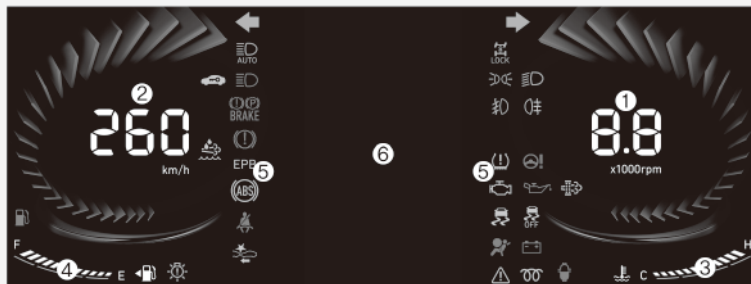 AUTO
LOCK
②
①
260
BRAKE
8.8
km/h
EPB
⑤
⑥
⑤
x1000rpm
ABS
OFF
F
④
E
C
③
H